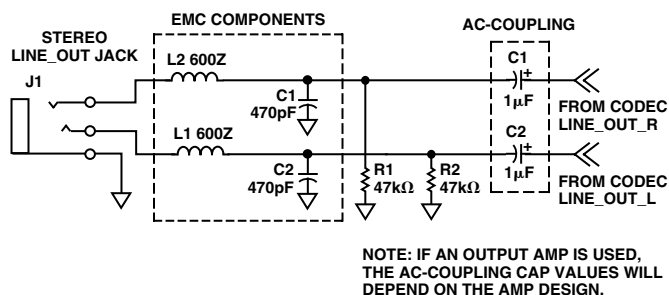 STEREO
LINE_OUT JACK
J1
EMC COMPONENTS
L2 600Z
C1
470pF
L1 600Z
C2
470pF
R1
47kΩ
R2
47kΩ
AC-COUPLING
C1
+
1μF
FROM CODEC
LINE_OUT_R
C2
+
1μF
FROM CODEC
LINE_OUT_L
NOTE: IF AN OUTPUT AMP IS USED,
THE AC-COUPLING CAP VALUES WILL
DEPEND ON THE AMP DESIGN.